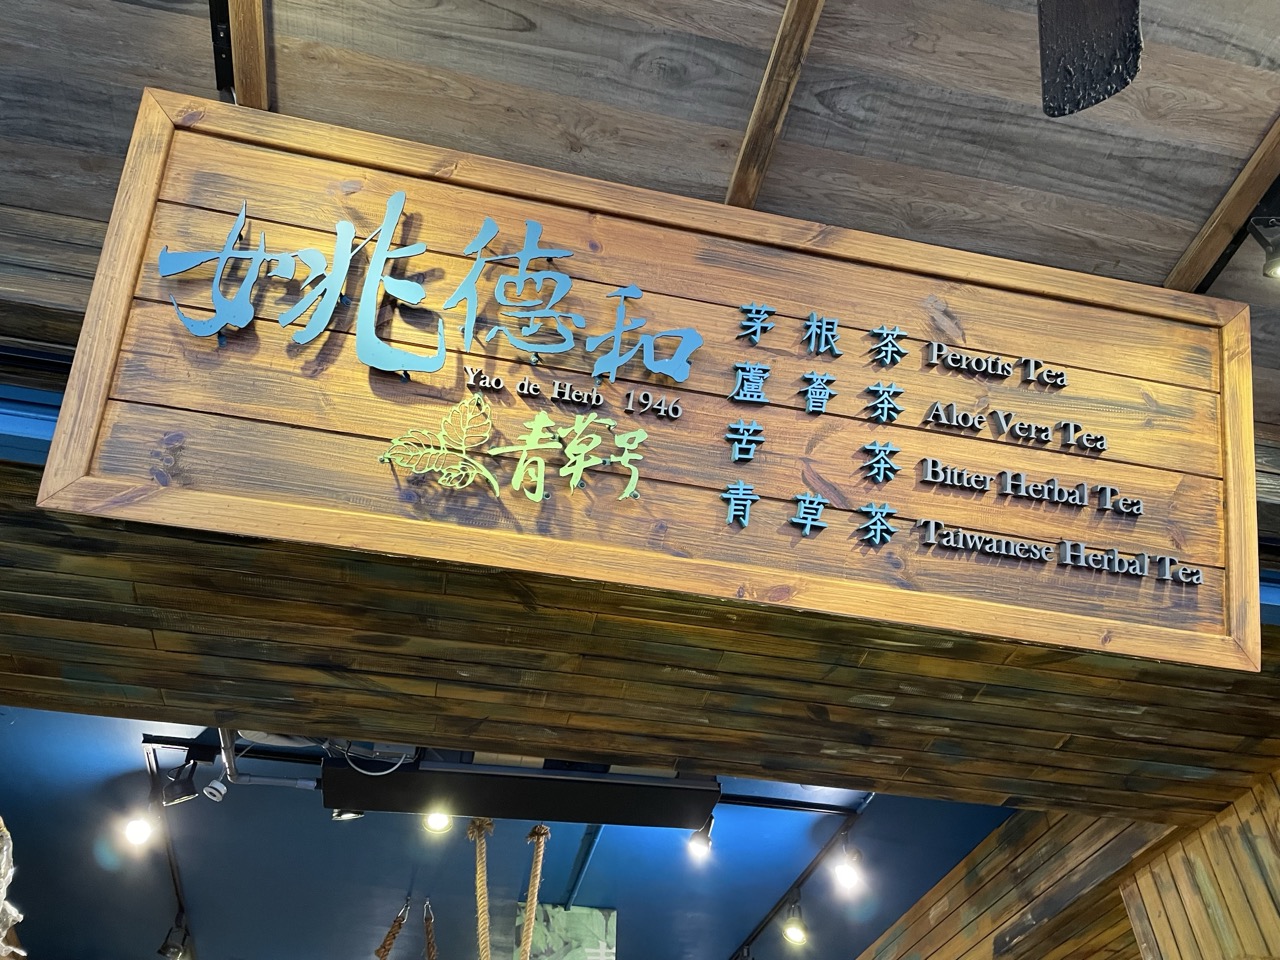 姚德和
Yao de Herb 1946
青草号
茅根茶 Perotis Tea
蘆薈茶 Aloé Vera Tea
苦茶 Bitter Herbal Tea
青草茶 Taiwanese Herbal Tea